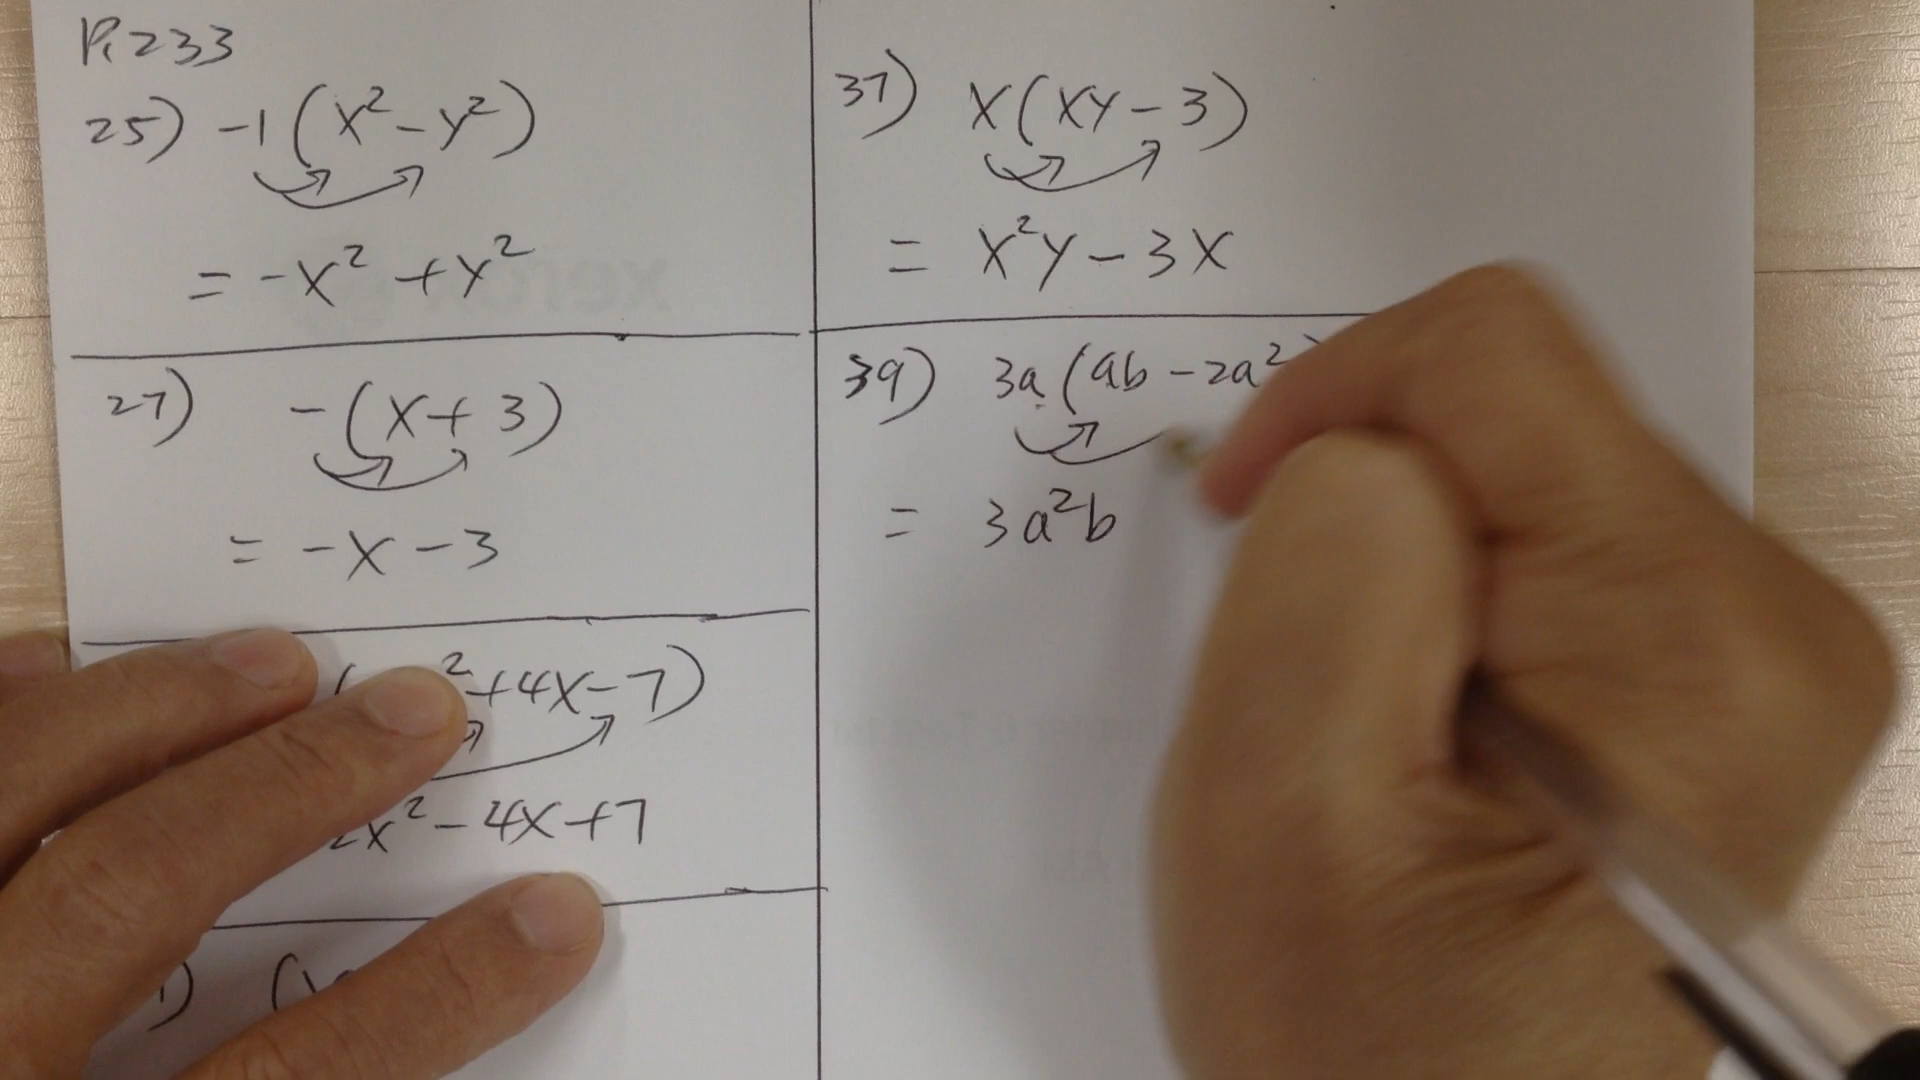 P. 233
25) -1(x² - y²)
= -x² + y²
27) -(x + 3)
= -x - 3
² + 4x - 7)
2x² - 4x + 7
37) x(xy - 3)
= x²y - 3x
39) 3a(ab - 2a²)
= 3a²b